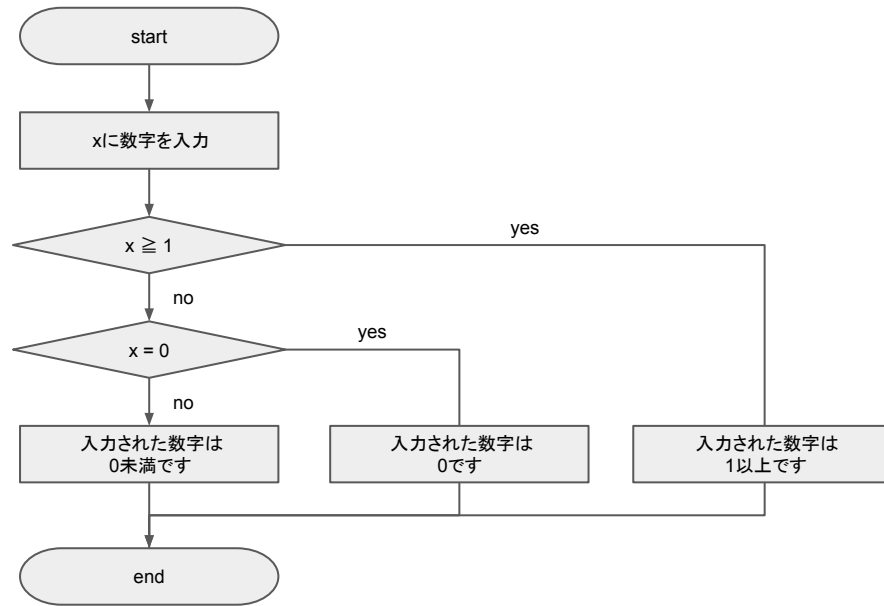 start
xに数字を入力
x ≧ 1
yes
no
x = 0
yes
no
入力された数字は
0未満です
入力された数字は
0です
入力された数字は
1以上です
end